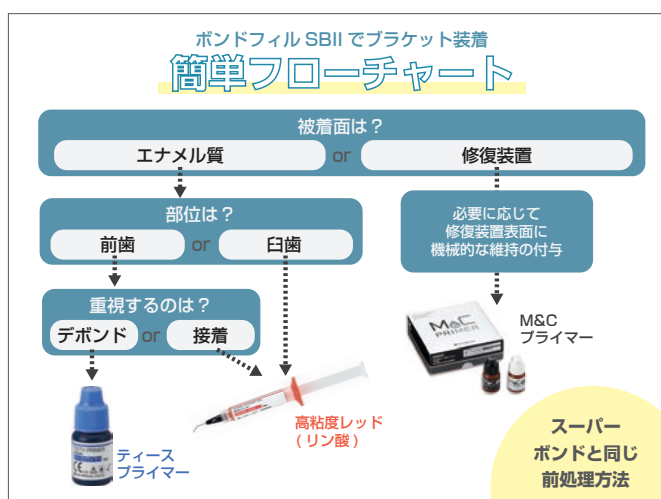 ボンドフィル SBII でブラケット装着
簡単フローチャート
被着面は？
エナメル質 or 修復装置
部位は？
前歯 or 臼歯
必要に応じて
修復装置表面に
機械的な維持の付与
重視するのは？
デボンド or 接着
M&C
PRIMER
M&C
プライマー
高粘度レッド
( リン酸 )
ティース
プライマー
スーパー
ボンドと同じ
前処理方法